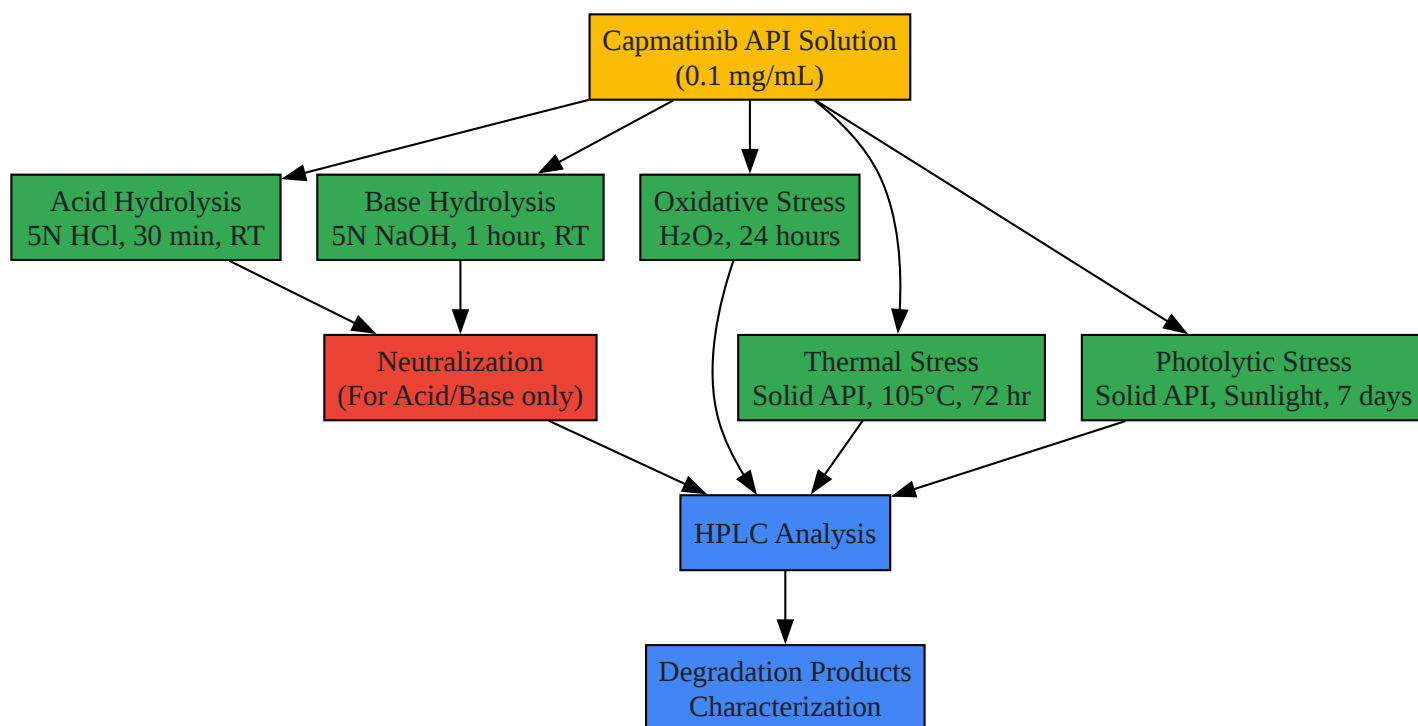 Capmatinib API Solution
(0.1 mg/mL)
Acid Hydrolysis
5N HCl, 30 min, RT
Base Hydrolysis
5N NaOH, 1 hour, RT
Oxidative Stress
H₂O₂, 24 hours
Neutralization
(For Acid/Base only)
Thermal Stress
Solid API, 105°C, 72 hr
Photolytic Stress
Solid API, Sunlight, 7 days
HPLC Analysis
Degradation Products
Characterization